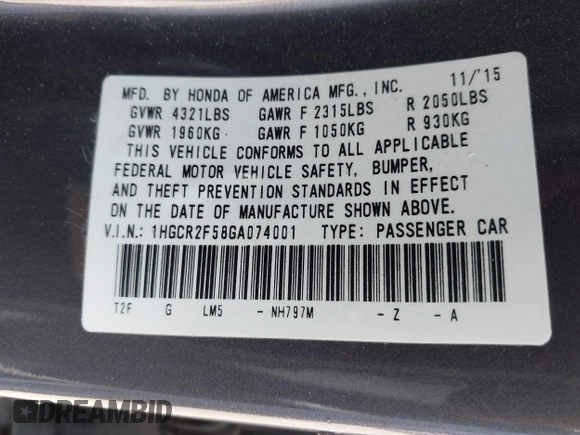 MFD. BY HONDA OF AMERICA MFG., INC. 11/'15
GVWR 4321LBS GAWR F 2315LBS R 2050LBS
GVWR 1960KG GAWR F 1050KG R 930KG
THIS VEHICLE CONFORMS TO ALL APPLICABLE
FEDERAL MOTOR VEHICLE SAFETY, BUMPER,
AND THEFT PREVENTION STANDARDS IN EFFECT
ON THE DATE OF MANUFACTURE SHOWN ABOVE.
V.I.N.: 1HGCR2F58GA074001 TYPE: PASSENGER CAR
T2F G LM5 - NH797M - Z - A
DREAMBID